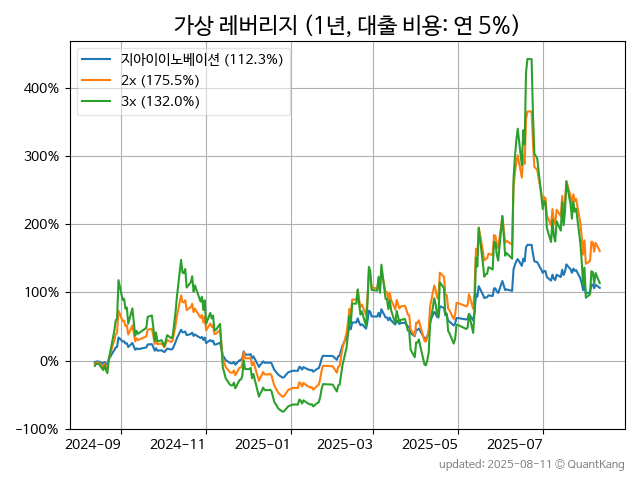 가상 레버리지 (1년, 대출 비용: 연 5%)
지아이이노베이션 (112.3%)
2x (175.5%)
3x (132.0%)
400%
300%
200%
100%
0%
−100%
2024-09 2024-11 2025-01 2025-03 2025-05 2025-07
updated: 2025-08-11 © QuantKang